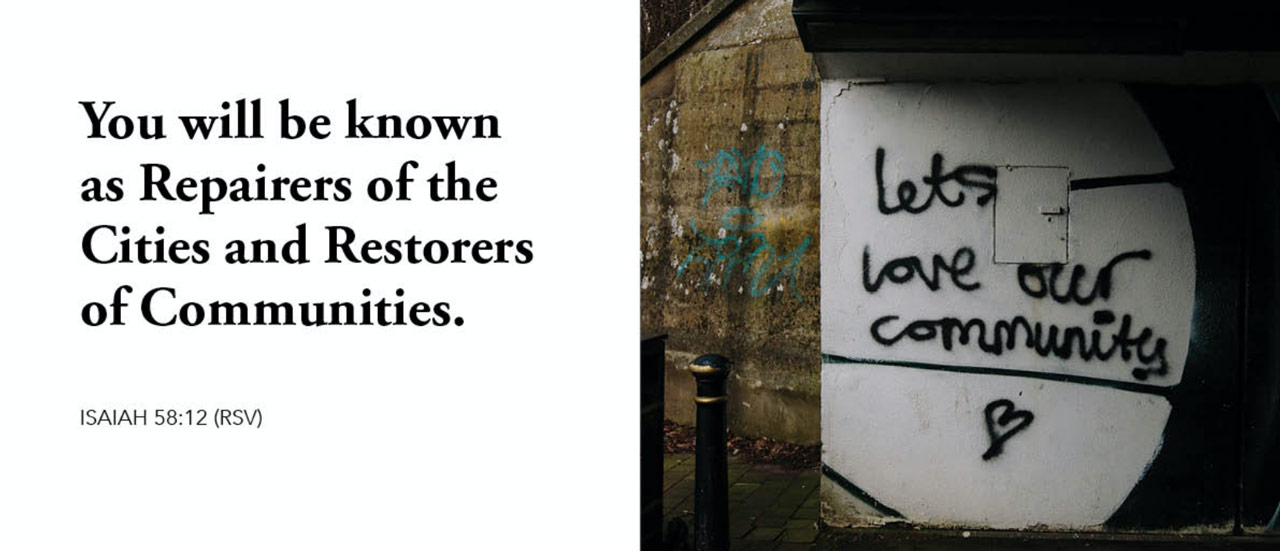 You will be known
as Repairers of the
Cities and Restorers
of Communities.
ISAIAH 58:12 (RSV)
lets
love our
community